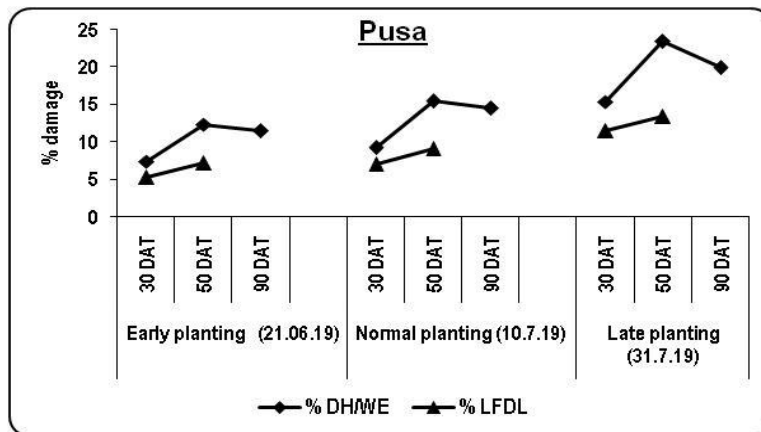 Pusa
% damage
25
20
15
10
5
0
30 DAT
50 DAT
90 DAT
30 DAT
50 DAT
90 DAT
30 DAT
50 DAT
90 DAT
Early planting (21.06.19)
Normal planting (10.7.19)
Late planting
(31.7.19)
% DH/WE
% LFDL